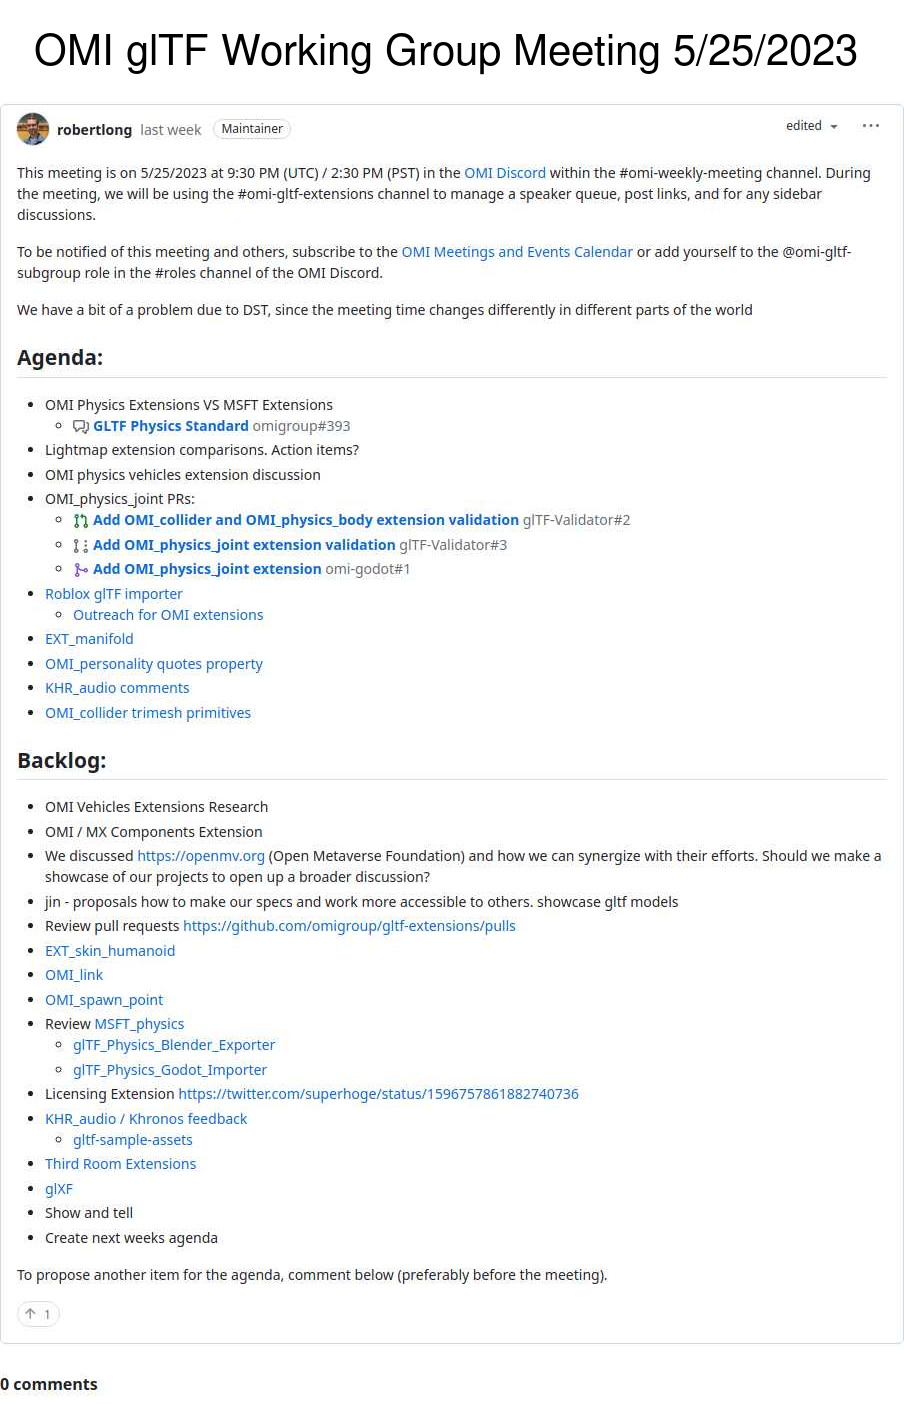 OMI glTF Working Group Meeting 5/25/2023
robertlong last week Maintainer edited
This meeting is on 5/25/2023 at 9:30 PM (UTC) / 2:30 PM (PST) in the OMI Discord within the #omi-weekly-meeting channel. During
the meeting, we will be using the #omi-gltf-extensions channel to manage a speaker queue, post links, and for any sidebar
discussions.
To be notified of this meeting and others, subscribe to the OMI Meetings and Events Calendar or add yourself to the @omi-gltf-
subgroup role in the #roles channel of the OMI Discord.
We have a bit of a problem due to DST, since the meeting time changes differently in different parts of the world
Agenda:
OMI Physics Extensions VS MSFT Extensions
GLTF Physics Standard omigroup#393
Lightmap extension comparisons. Action items?
OMI physics vehicles extension discussion
OMI_physics_joint PRs:
Add OMI_collider and OMI_physics_body extension validation glTF-Validator#2
Add OMI_physics_joint extension validation glTF-Validator#3
Add OMI_physics_joint extension omi-godot#1
Roblox glTF importer
Outreach for OMI extensions
EXT_manifold
OMI_personality quotes property
KHR_audio comments
OMI_collider trimesh primitives
Backlog:
OMI Vehicles Extensions Research
OMI / MX Components Extension
We discussed https://openmv.org (Open Metaverse Foundation) and how we can synergize with their efforts. Should we make a
showcase of our projects to open up a broader discussion?
jin - proposals how to make our specs and work more accessible to others. showcase gltf models
Review pull requests https://github.com/omigroup/gltf-extensions/pulls
EXT_skin_humanoid
OMI_link
OMI_spawn_point
Review MSFT_physics
glTF_Physics_Blender_Exporter
glTF_Physics_Godot_Importer
Licensing Extension https://twitter.com/superhoge/status/1596757861882740736
KHR_audio / Khronos feedback
gltf-sample-assets
Third Room Extensions
glXF
Show and tell
Create next weeks agenda
To propose another item for the agenda, comment below (preferably before the meeting).
1
0 comments